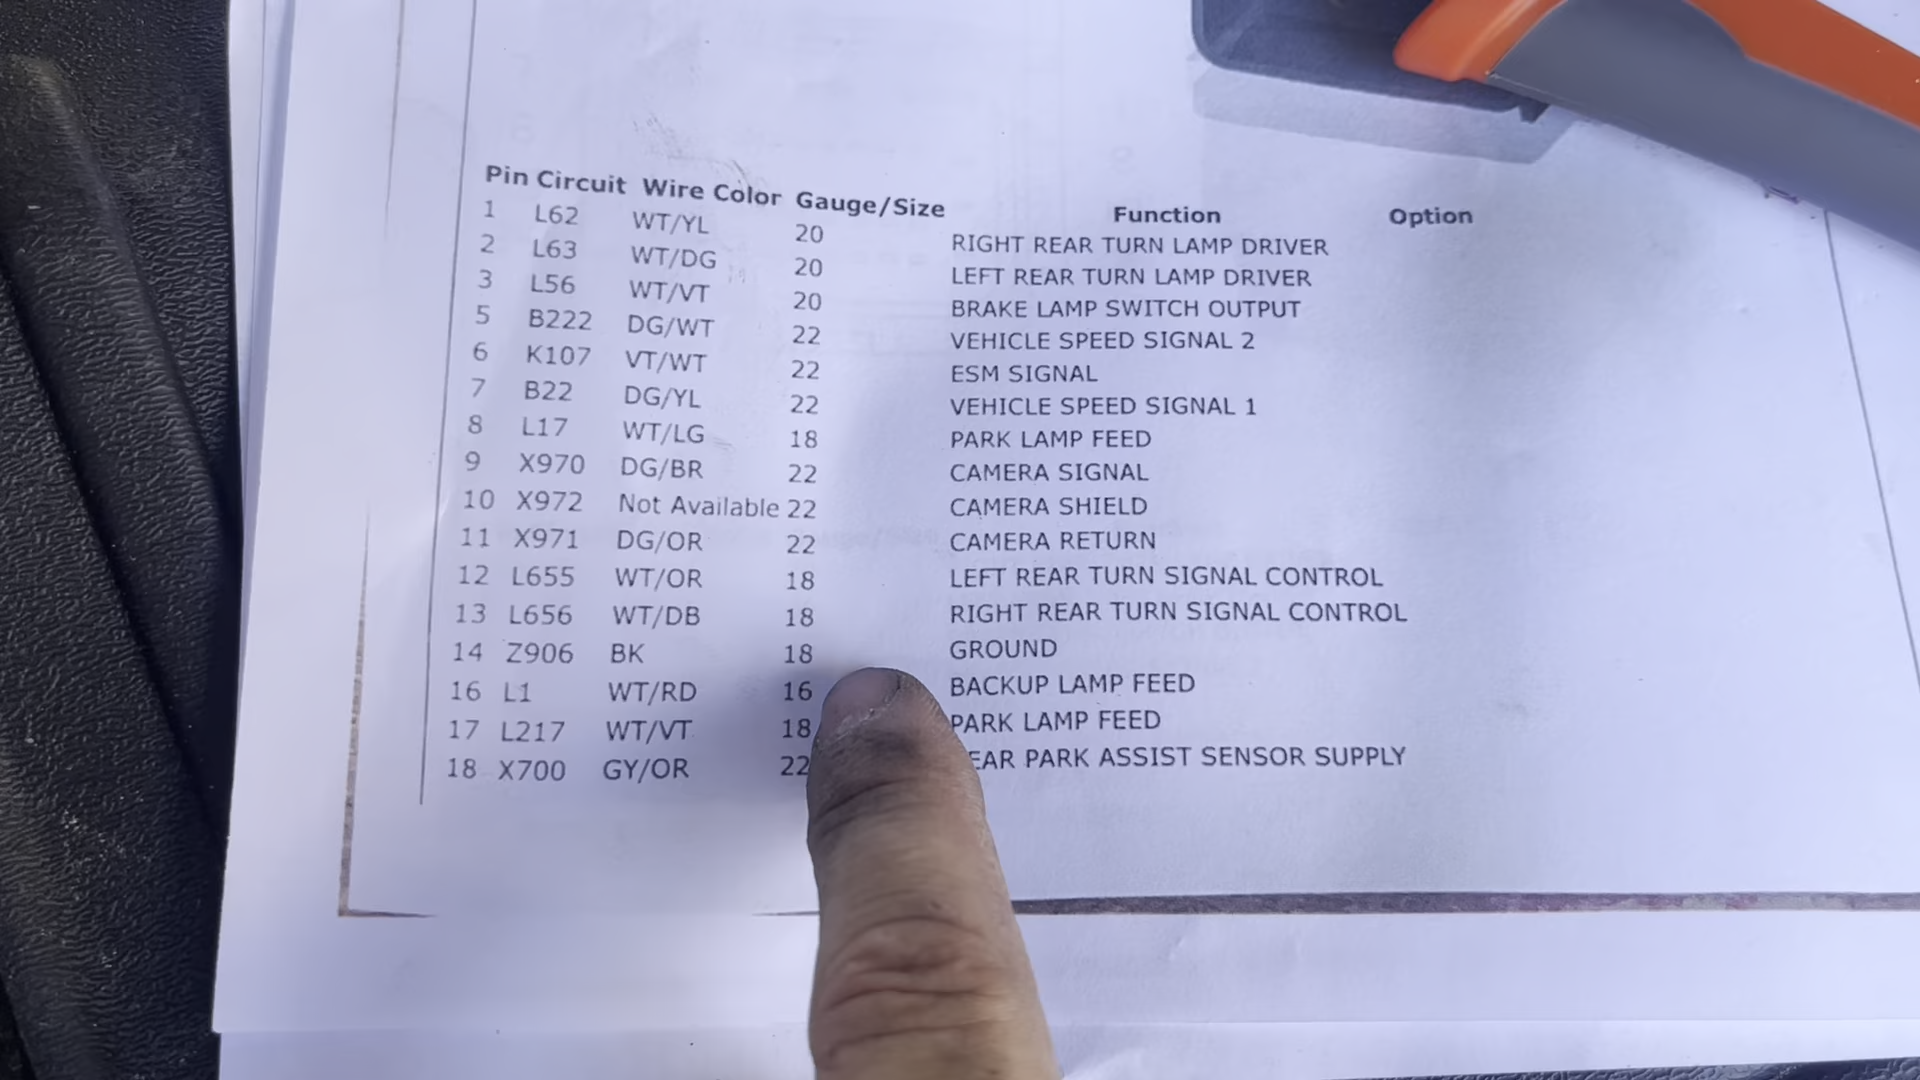 Pin Circuit Wire Color Gauge/Size Function Option
1 L62 WT/YL 20 RIGHT REAR TURN LAMP DRIVER
2 L63 WT/DG 20 LEFT REAR TURN LAMP DRIVER
3 L56 WT/VT 20 BRAKE LAMP SWITCH OUTPUT
5 B222 DG/WT 22 VEHICLE SPEED SIGNAL 2
6 K107 VT/WT 22 ESM SIGNAL
7 B22 DG/YL 22 VEHICLE SPEED SIGNAL 1
8 L17 WT/LG 18 PARK LAMP FEED
9 X970 DG/BR 22 CAMERA SIGNAL
10 X972 Not Available 22 CAMERA SHIELD
11 X971 DG/OR 22 CAMERA RETURN
12 L655 WT/OR 18 LEFT REAR TURN SIGNAL CONTROL
13 L656 WT/DB 18 RIGHT REAR TURN SIGNAL CONTROL
14 Z906 BK 18 GROUND
16 L1 WT/RD 16 BACKUP LAMP FEED
17 L217 WT/VT 18 PARK LAMP FEED
18 X700 GY/OR 22 EAR PARK ASSIST SENSOR SUPPLY